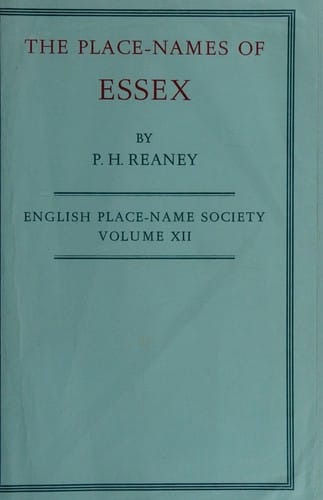 THE PLACE-NAMES OF
ESSEX
BY
P. H. REANEY
ENGLISH PLACE-NAME SOCIETY
VOLUME XII